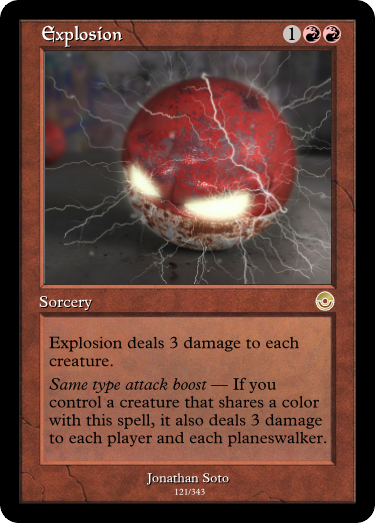 Explosion 1
Sorcery
Explosion deals 3 damage to each
creature.
Same type attack boost — If you
control a creature that shares a color
with this spell, it also deals 3 damage
to each player and each planeswalker.
Jonathan Soto
121/343